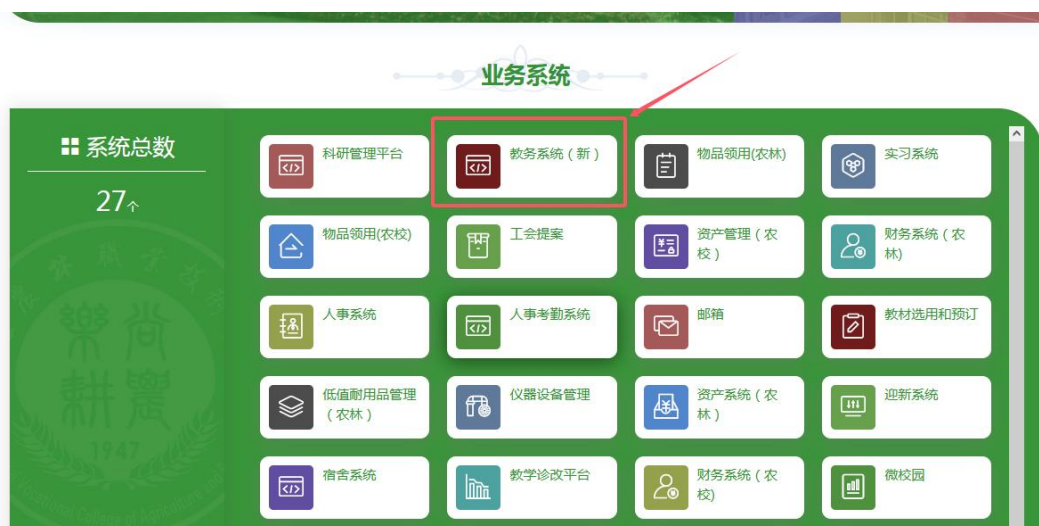 业务系统
系统总数
27个
科研管理平台
教务系统（新）
物品领用(农林)
实习系统
物品领用(农校)
工会提案
资产管理（农
校）
财务系统（农
林)
人事系统
人事考勤系统
邮箱
教材选用和预订
低值耐用品管理
（农林）
仪器设备管理
资产系统（农
林）
迎新系统
宿舍系统
教学诊改平台
财务系统（农
校)
微校园
1947